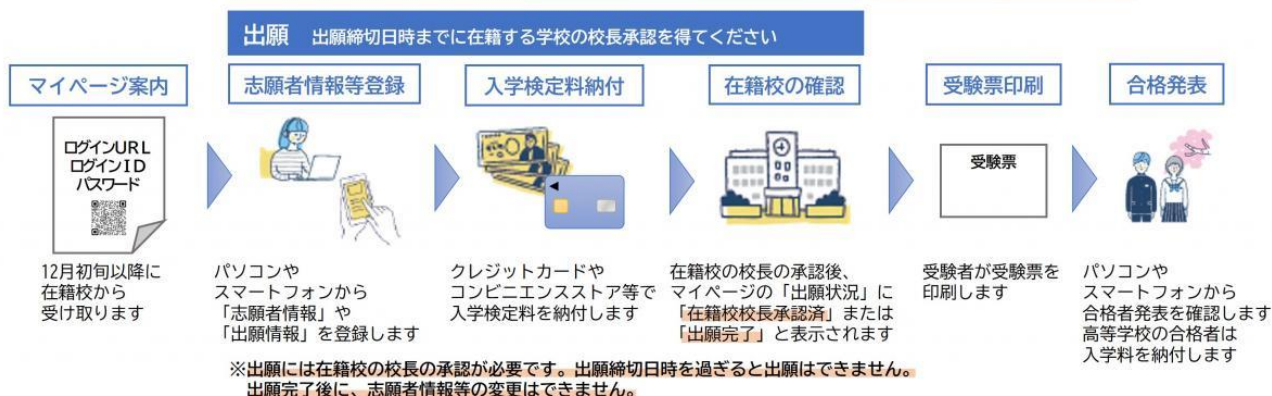 出願　出願締切日時までに在籍する学校の校長承認を得てください
マイページ案内
志願者情報等登録
入学検定料納付
在籍校の確認
受験票印刷
合格発表
ログインURL
ログインID
パスワード
受験票
12月初旬以降に
在籍校から
受け取ります
パソコンや
スマートフォンから
「志願者情報」や
「出願情報」を登録します
クレジットカードや
コンビニエンスストア等で
入学検定料を納付します
在籍校の校長の承認後、
マイページの「出願状況」に
「在籍校校長承認済」または
「出願完了」と表示されます
受験者が受験票を
印刷します
パソコンや
スマートフォンから
合格者発表を確認します
高等学校の合格者は
入学料を納付します
※出願には在籍校の校長の承認が必要です。出願締切日時を過ぎると出願はできません。
出願完了後に、志願者情報等の変更はできません。